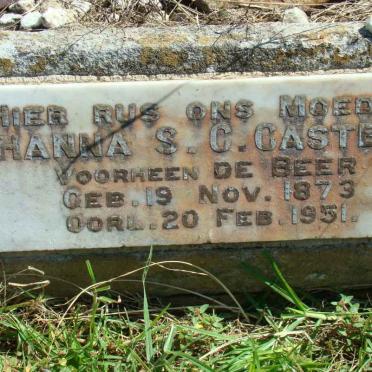 HIER RUS ONS MOED
HANNA S. C. CASTE
VOORHEEN DE BEER
GEB. 19 NOV. 1873
OORL. 20 FEB. 1951.